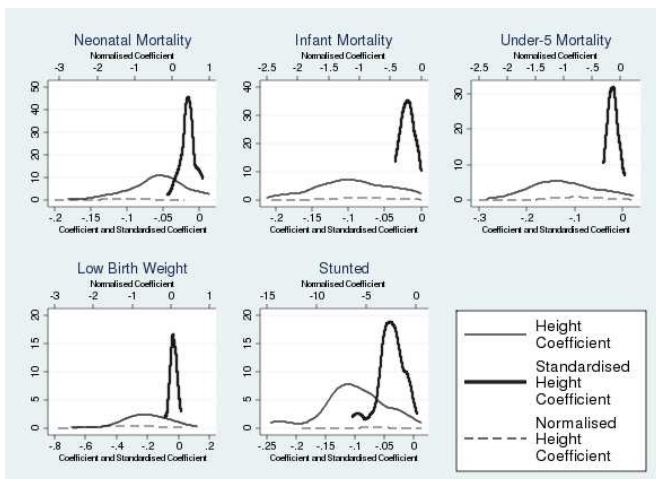 Neonatal Mortality
Normalised Coefficient
-3 -2 -1 0 1
0 10 20 30 40 50
-.2 -.15 -.1 -.05 0
Coefficient and Standardised Coefficient
Infant Mortality
Normalised Coefficient
-2.5 -2 -1.5 -1 -.5 0
0 10 20 30 40
-.2 -.15 -.1 -.05 0
Coefficient and Standardised Coefficient
Under-5 Mortality
Normalised Coefficient
-2.5 -2 -1.5 -1 -.5 0 .5
0 10 20 30
-.3 -.2 -.1 0
Coefficient and Standardised Coefficient
Low Birth Weight
Normalised Coefficient
-3 -2 -1 0 1
0 5 10 15 20
-.8 -.6 -.4 -.2 0 .2
Coefficient and Standardised Coefficient
Stunted
Normalised Coefficient
-15 -10 -5 0
0 5 10 15 20
-.25 -.2 -.15 -.1 -.05 0
Coefficient and Standardised Coefficient
Height
Coefficient
Standardised
Height
Coefficient
Normalised
Height
Coefficient